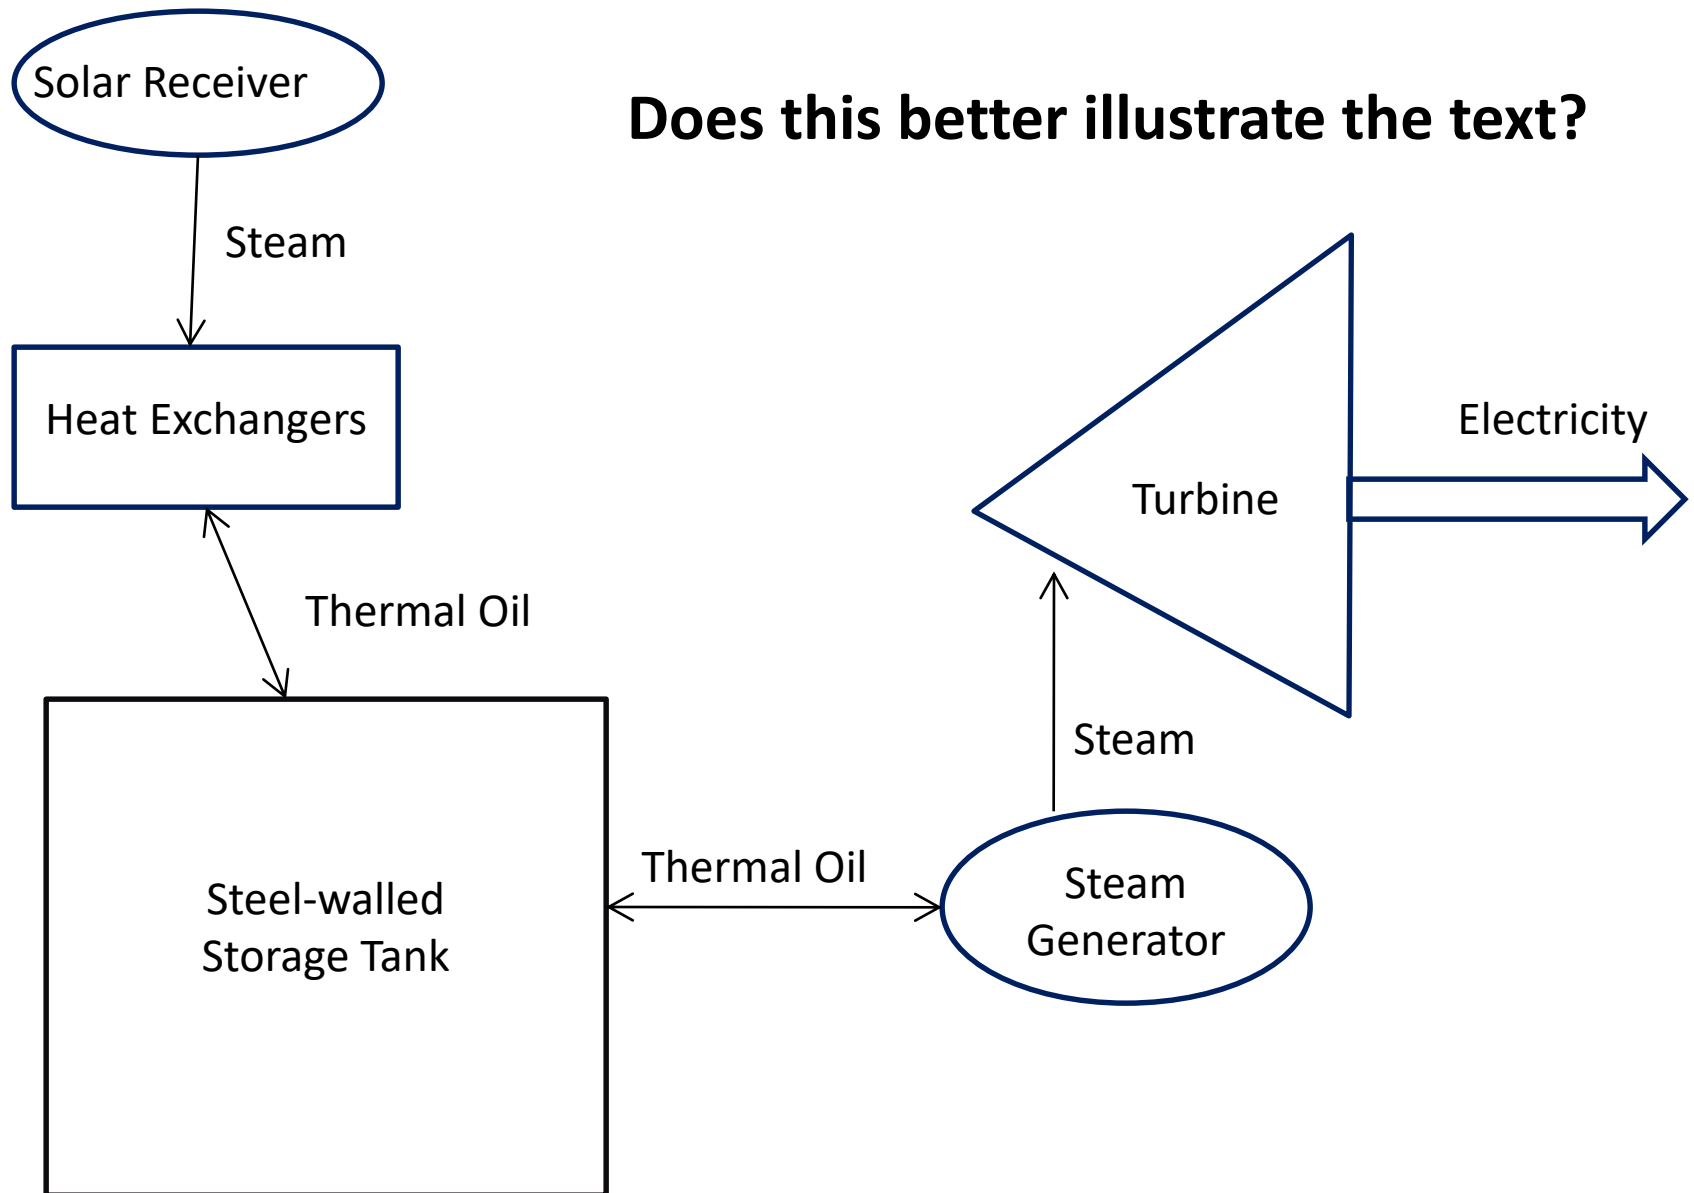 Solar Receiver
Does this better illustrate the text?
Steam
Heat Exchangers
Electricity
Turbine
Thermal Oil
Steam
Thermal Oil
Steam
Generator
Steel-walled
Storage Tank